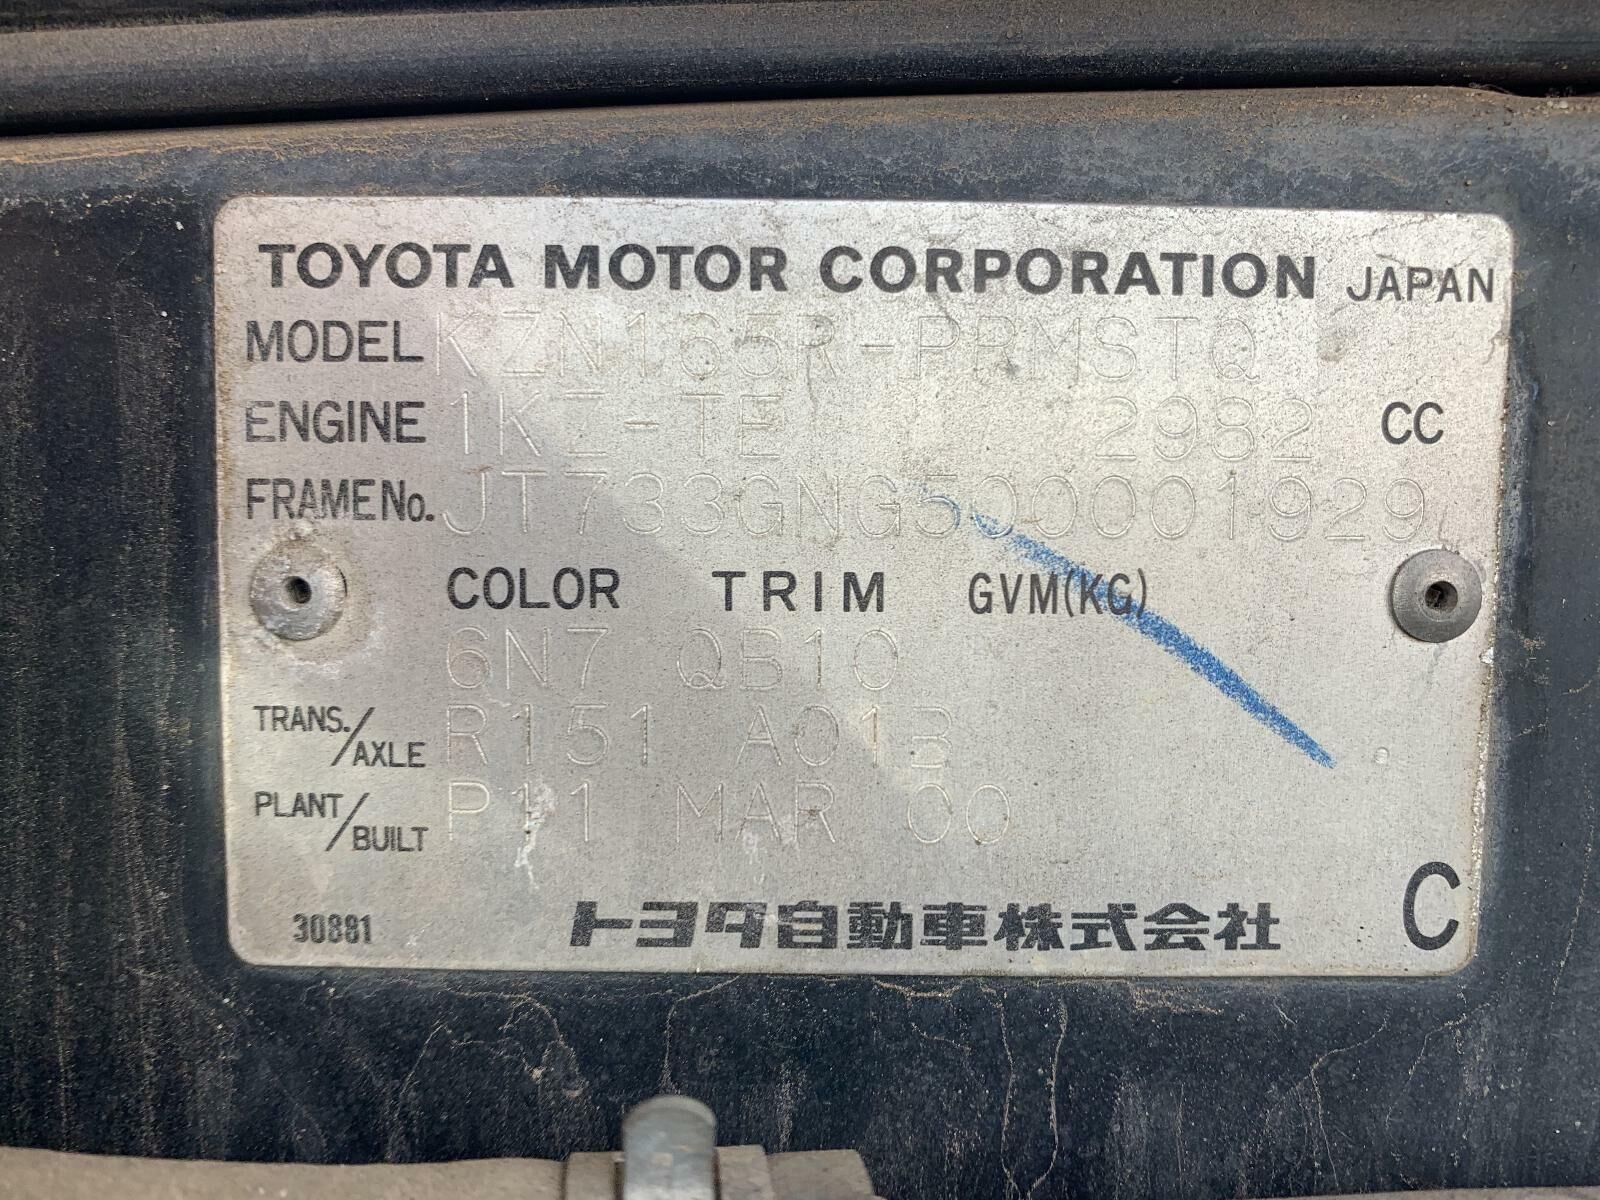 TOYOTA MOTOR CORPORATION JAPAN
MODEL KZN165R-PRMSTQ
ENGINE 1KZ-TE 2982 CC
FRAME No. JT733GNG500001929
COLOR TRIM GVM(KG)
6N7 QB10
TRANS./AXLE R151 A01B
PLANT/BUILT P11 MAR 00
30881 トヨタ自動車株式会社 C